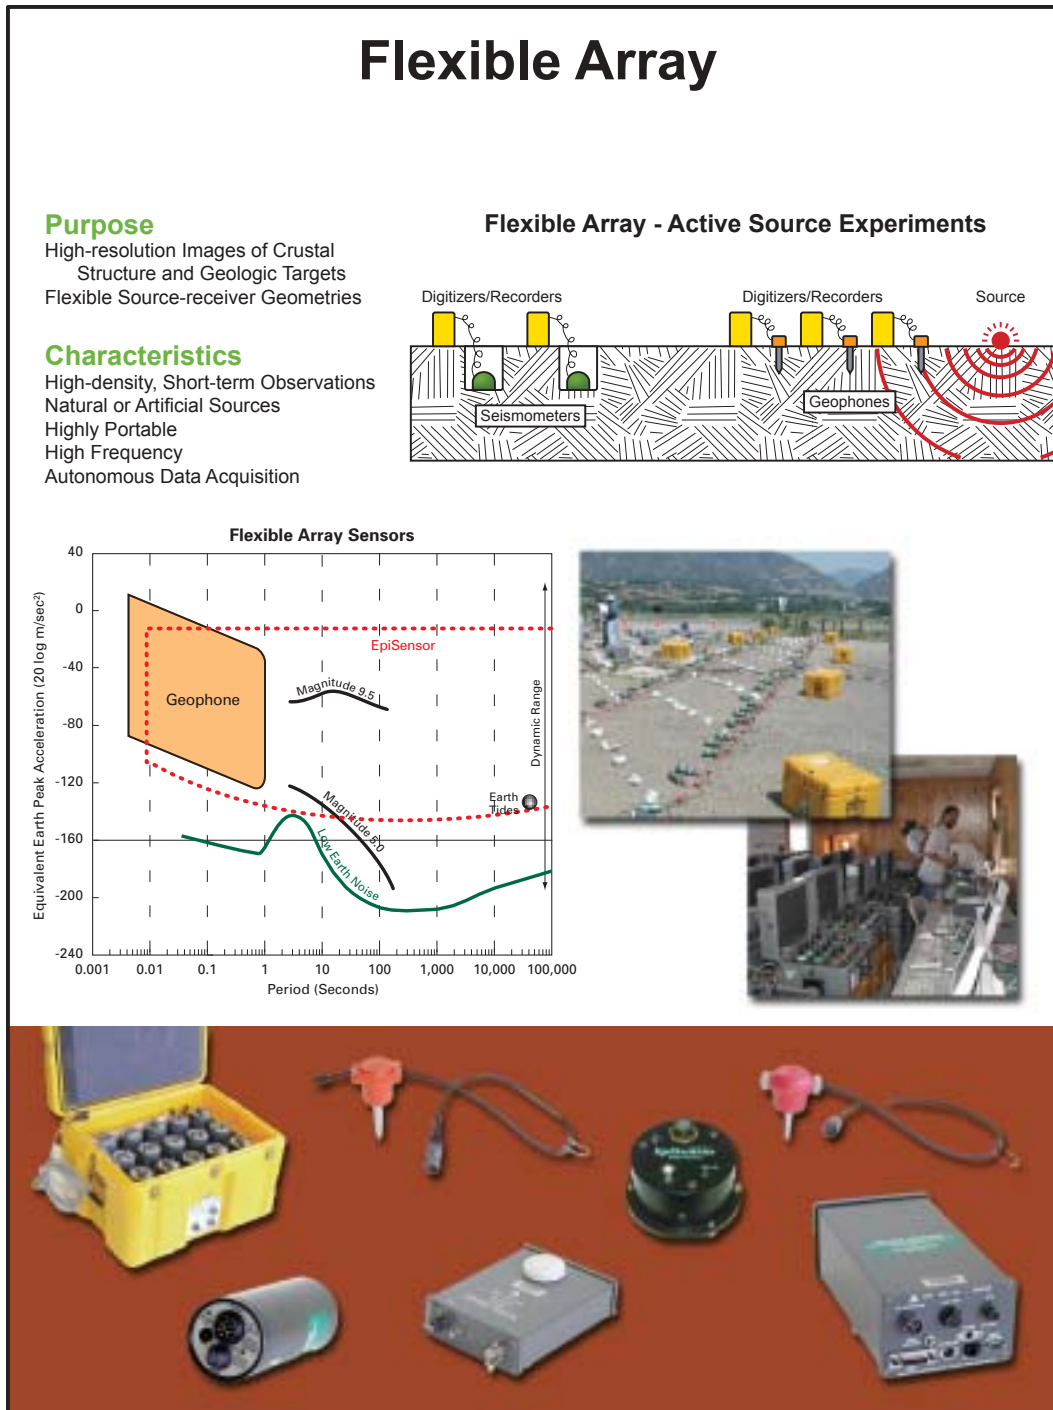 Flexible Array
Purpose
High-resolution Images of Crustal
Structure and Geologic Targets
Flexible Source-receiver Geometries
Characteristics
High-density, Short-term Observations
Natural or Artificial Sources
Highly Portable
High Frequency
Autonomous Data Acquisition
Flexible Array - Active Source Experiments
Digitizers/Recorders
Digitizers/Recorders
Source
Seismometers
Geophones
Flexible Array Sensors
Equivalent Earth Peak Acceleration (20 log m/sec²)
40
0
-40
-80
-120
-160
-200
-240
0.001
0.01
0.1
1
10
100
1,000
10,000
100,000
Period (Seconds)
Geophone
EpiSensor
Magnitude 9.5
Magnitude 5.0
Low Earth Noise
Earth
Tides
Dynamic Range